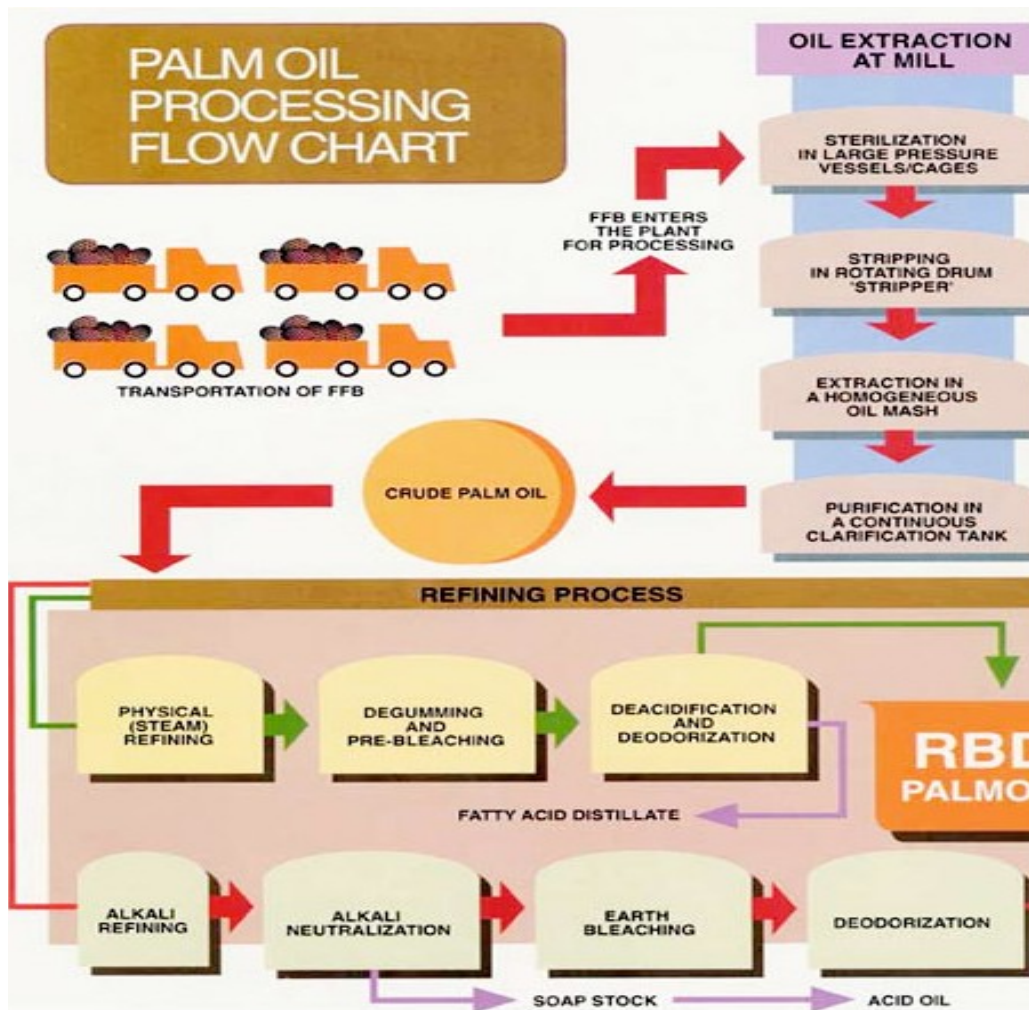 PALM OIL
PROCESSING
FLOW CHART
OIL EXTRACTION
AT MILL
STERILIZATION
IN LARGE PRESSURE
VESSELS/CAGES
FFB ENTERS
THE PLANT
FOR PROCESSING
STRIPPING
IN ROTATING DRUM
"STRIPPER"
TRANSPORTATION OF FFB
EXTRACTION IN
A HOMOGENEOUS
OIL MASH
CRUDE PALM OIL
PURIFICATION IN
A CONTINUOUS
CLARIFICATION TANK
REFINING PROCESS
PHYSICAL
(STEAM)
REFINING
DEGUMMING
AND
PRE-BLEACHING
DEACIDIFICATION
AND
DEODORIZATION
RBD
PALMO
FATTY ACID DISTILLATE
ALKALI
REFINING
ALKALI
NEUTRALIZATION
EARTH
BLEACHING
DEODORIZATION
SOAP STOCK
ACID OIL